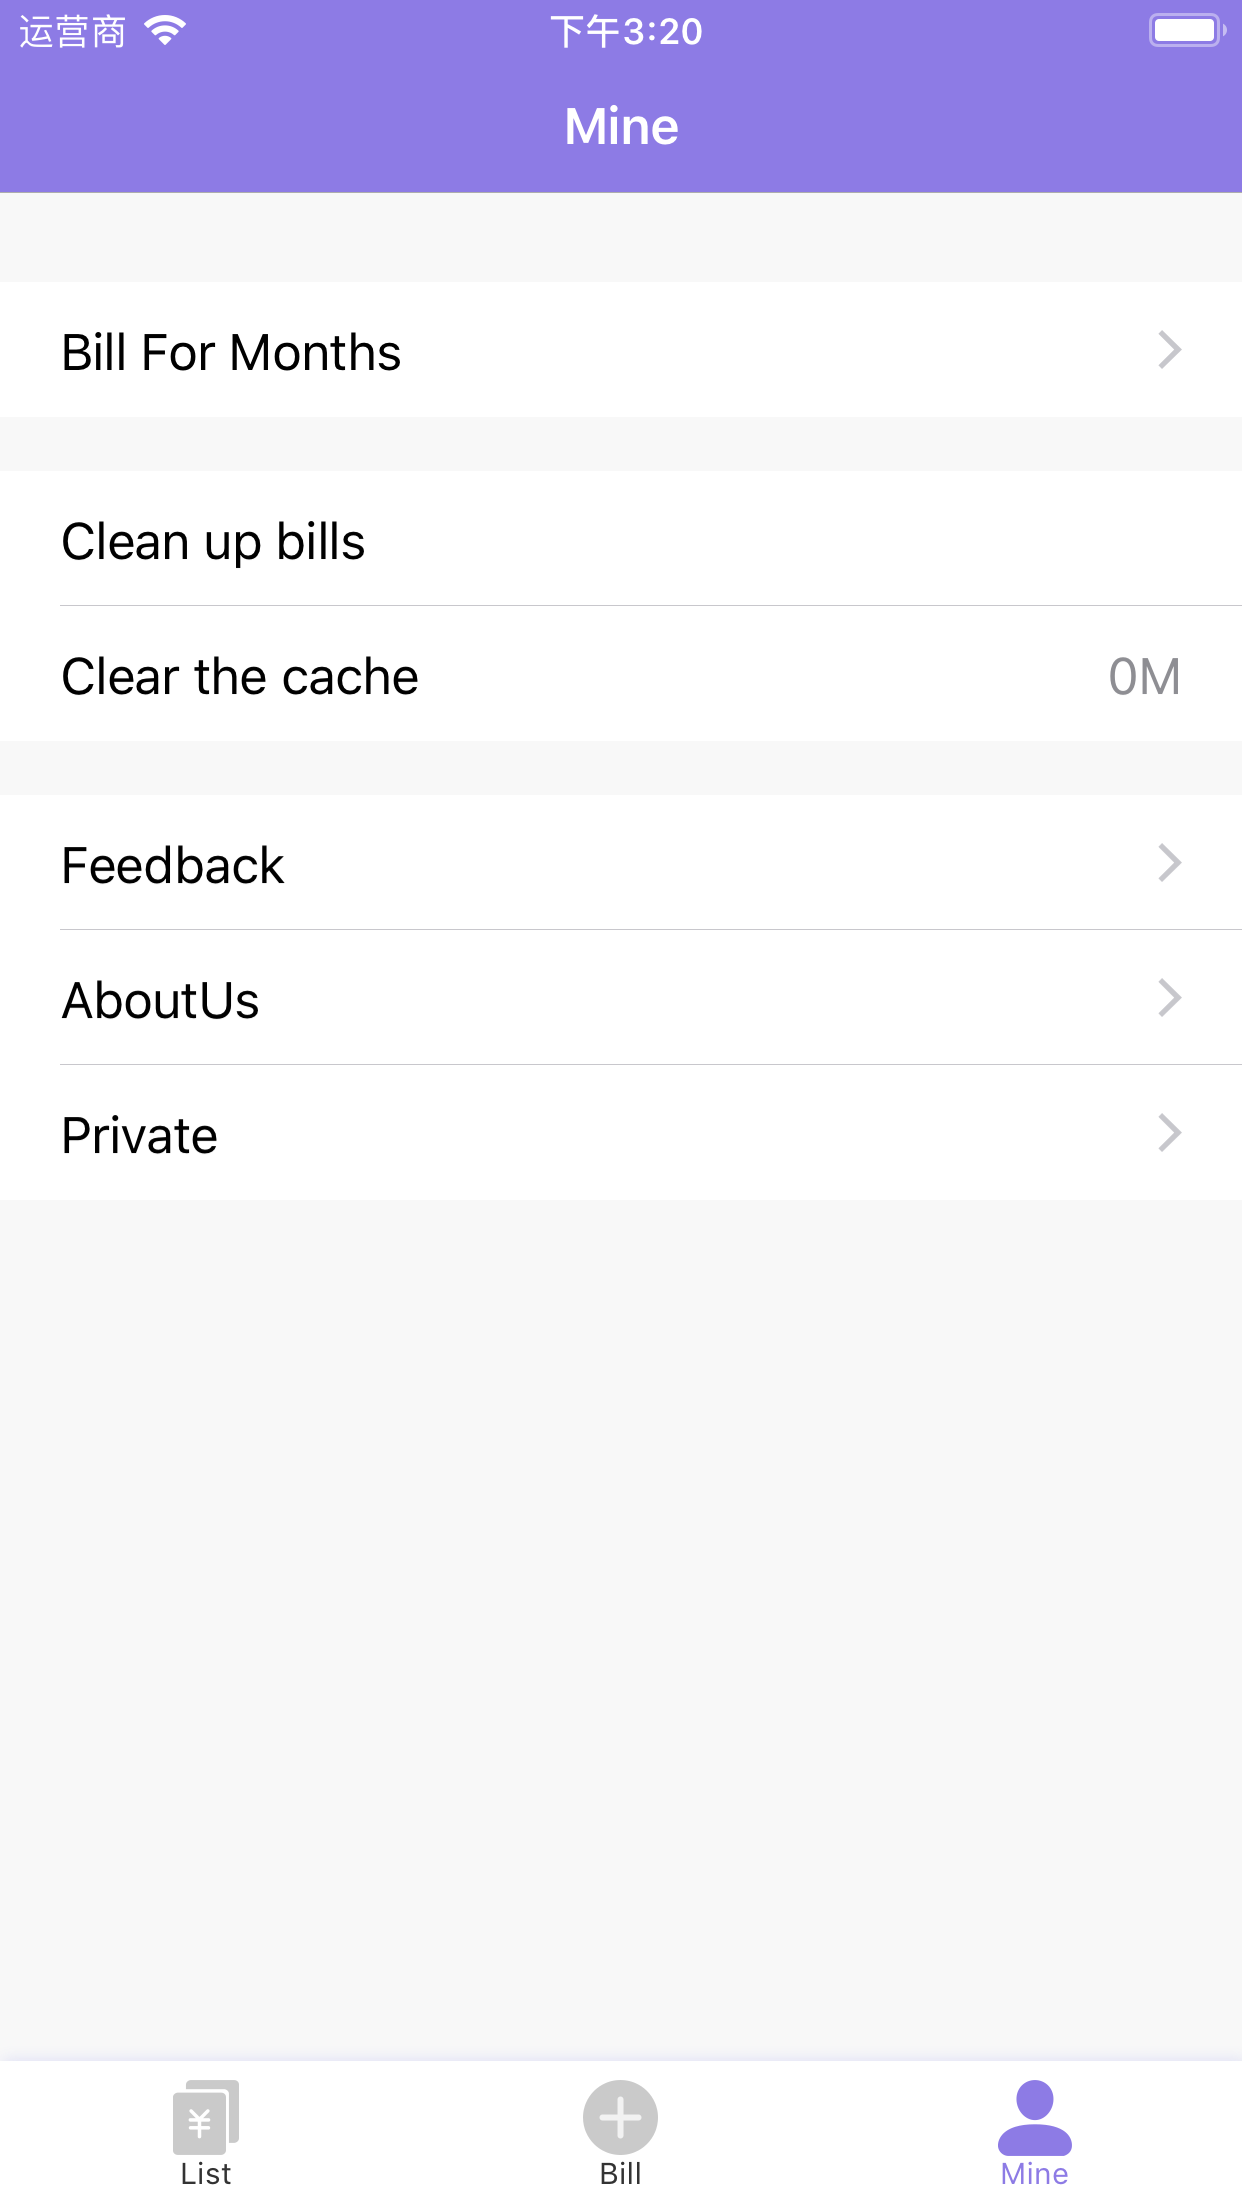 运营商 下午3:20
Mine
Bill For Months
Clean up bills
Clear the cache 0M
Feedback
AboutUs
Private
¥
List Bill Mine